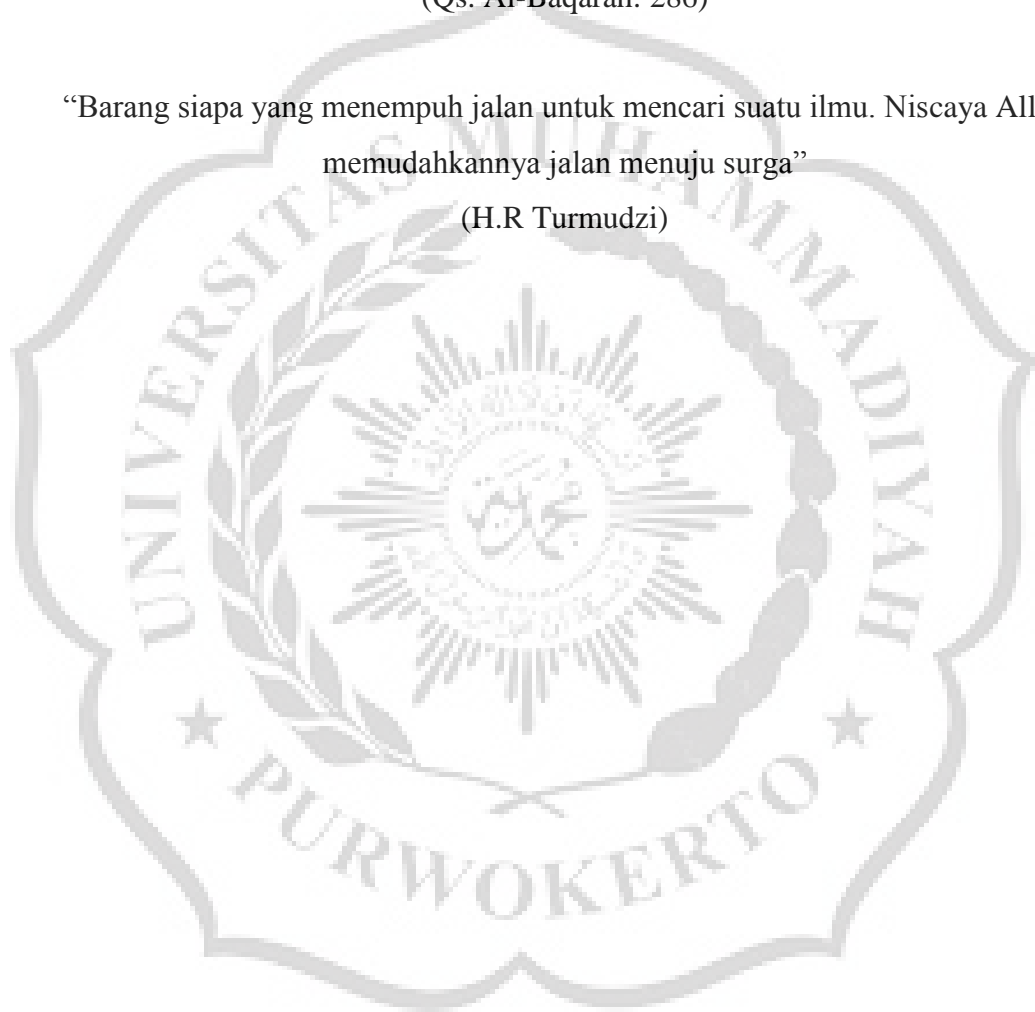 (Qs. Al-Baqarah: 286)
“Barang siapa yang menempuh jalan untuk mencari suatu ilmu. Niscaya All
memudahkannya jalan menuju surga”
(H.R Turmudzi)
UNIVERSITAS MUHAMMADIYAH
PURWOKERTO